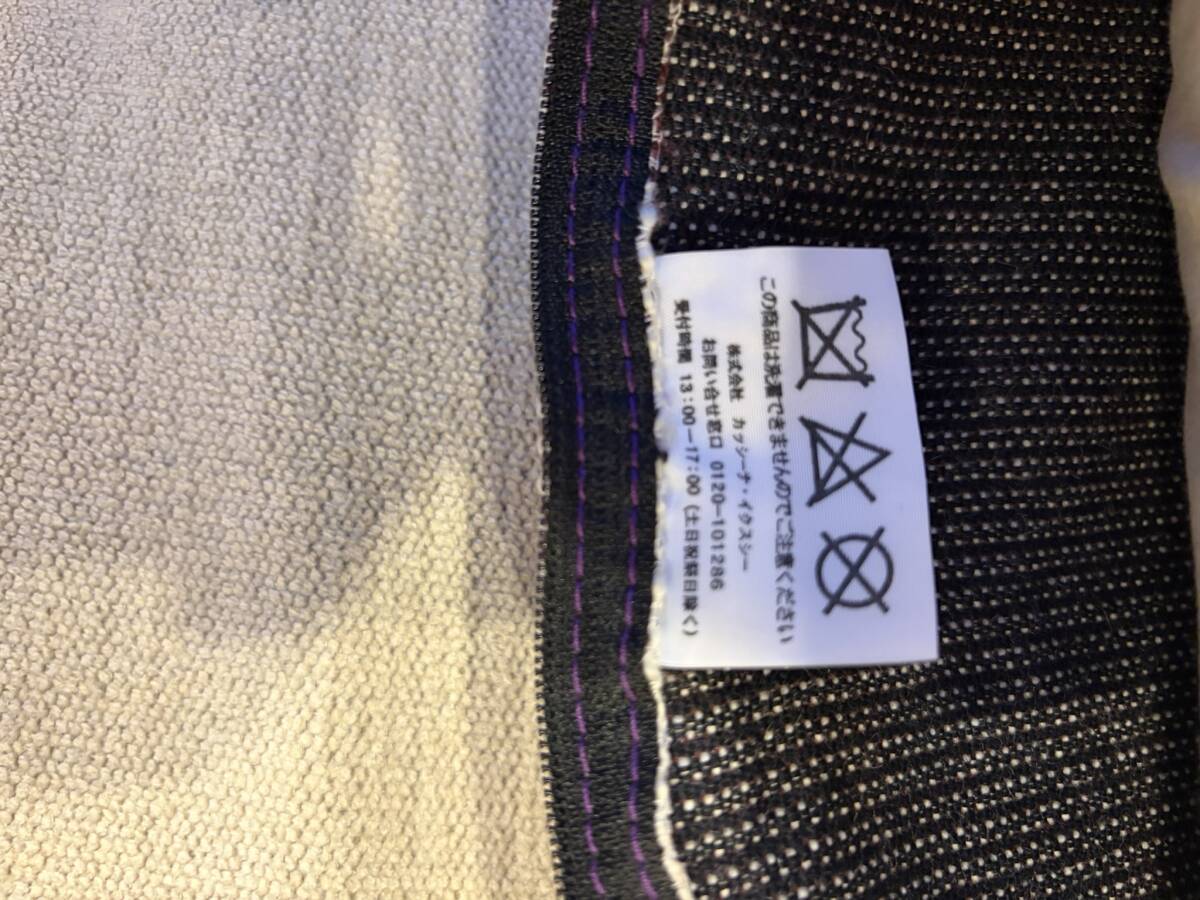 この商品は洗濯できませんのでご注意ください
株式会社 カッシーナ・イクスシー
お問い合せ窓口 0120-101286
受付時間 13:00-17:00(土日祝祭日除く)